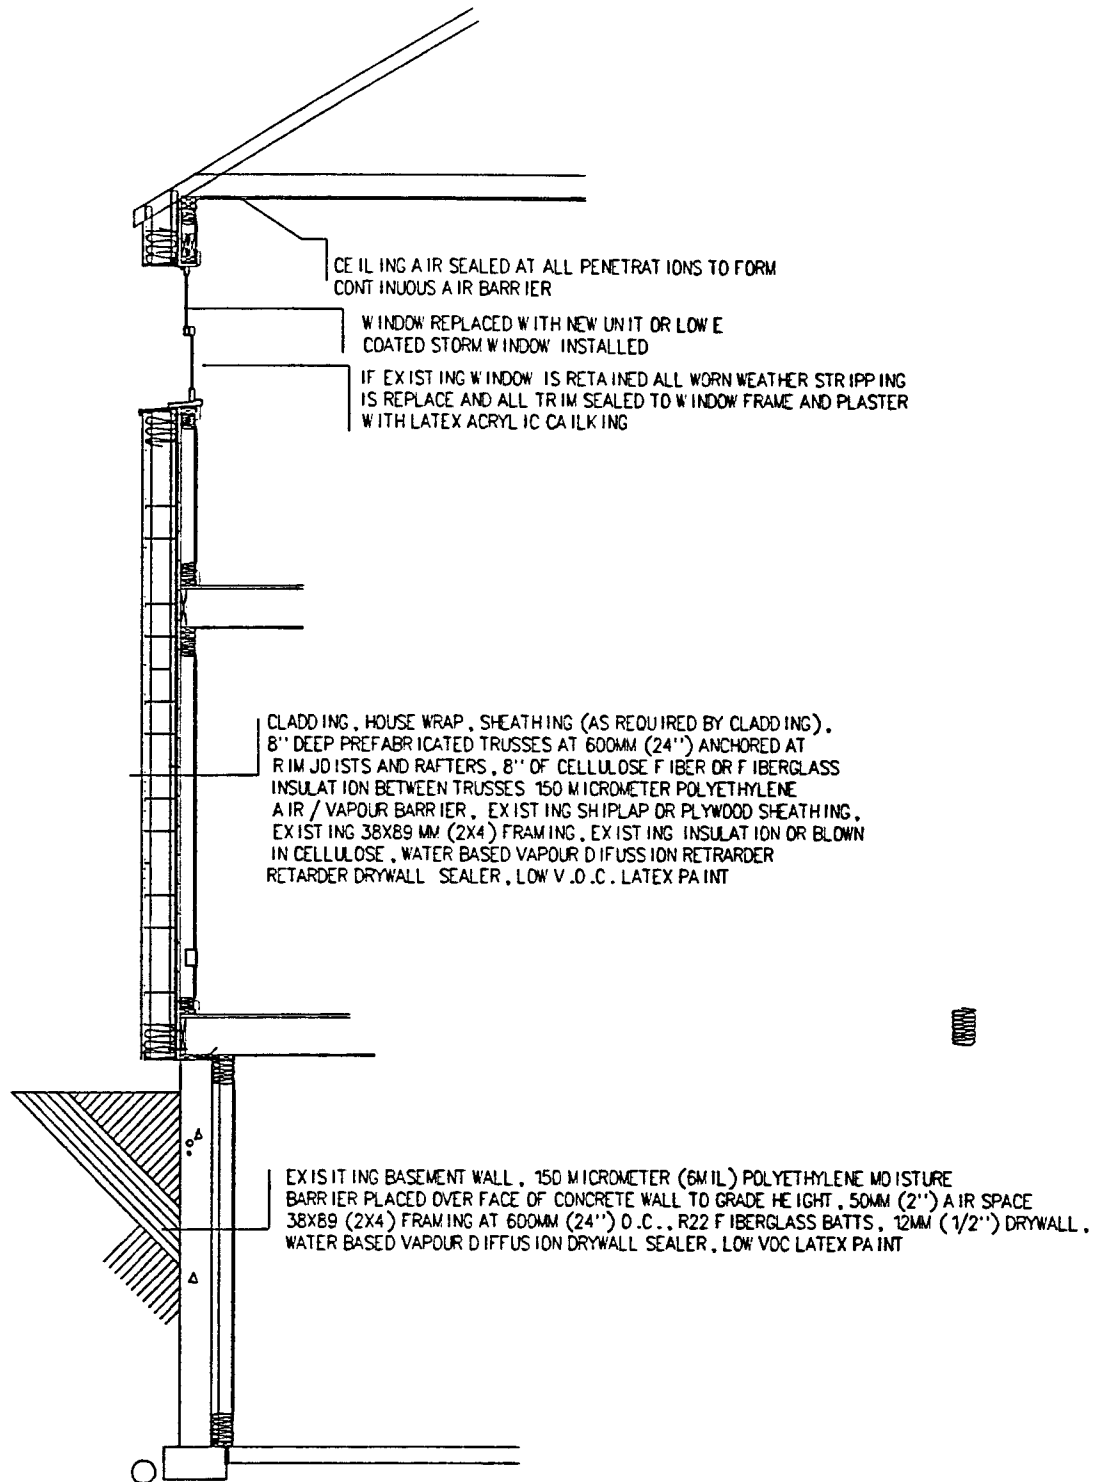 CEILING AIR SEALED AT ALL PENETRATIONS TO FORM
CONTINUOUS AIR BARRIER
WINDOW REPLACED WITH NEW UNIT OR LOW E
COATED STORM WINDOW INSTALLED
IF EXISTING WINDOW IS RETAINED ALL WORN WEATHER STRIPPING
IS REPLACE AND ALL TRIM SEALED TO WINDOW FRAME AND PLASTER
WITH LATEX ACRYLIC CAILKING
CLADDING, HOUSE WRAP, SHEATHING (AS REQUIRED BY CLADDING),
8'' DEEP PREFABRICATED TRUSSES AT 600MM (24'') ANCHORED AT
RIM JOISTS AND RAFTERS, 8'' OF CELLULOSE FIBER OR FIBERGLASS
INSULATION BETWEEN TRUSSES 150 MICROMETER POLYETHYLENE
AIR / VAPOUR BARRIER, EXISTING SHIPLAP OR PLYWOOD SHEATHING,
EXISTING 38X89 MM (2X4) FRAMING, EXISTING INSULATION OR BLOWN
IN CELLULOSE, WATER BASED VAPOUR DIFUSSION RETRARDER
RETARDER DRYWALL SEALER, LOW V.O.C. LATEX PAINT
EXISITING BASEMENT WALL, 150 MICROMETER (6MIL) POLYETHYLENE MOISTURE
BARRIER PLACED OVER FACE OF CONCRETE WALL TO GRADE HEIGHT, 50MM (2'') AIR SPACE
38X89 (2X4) FRAMING AT 600MM (24'') O.C., R22 FIBERGLASS BATTS, 12MM (1/2'') DRYWALL,
WATER BASED VAPOUR DIFFUSION DRYWALL SEALER, LOW VOC LATEX PAINT